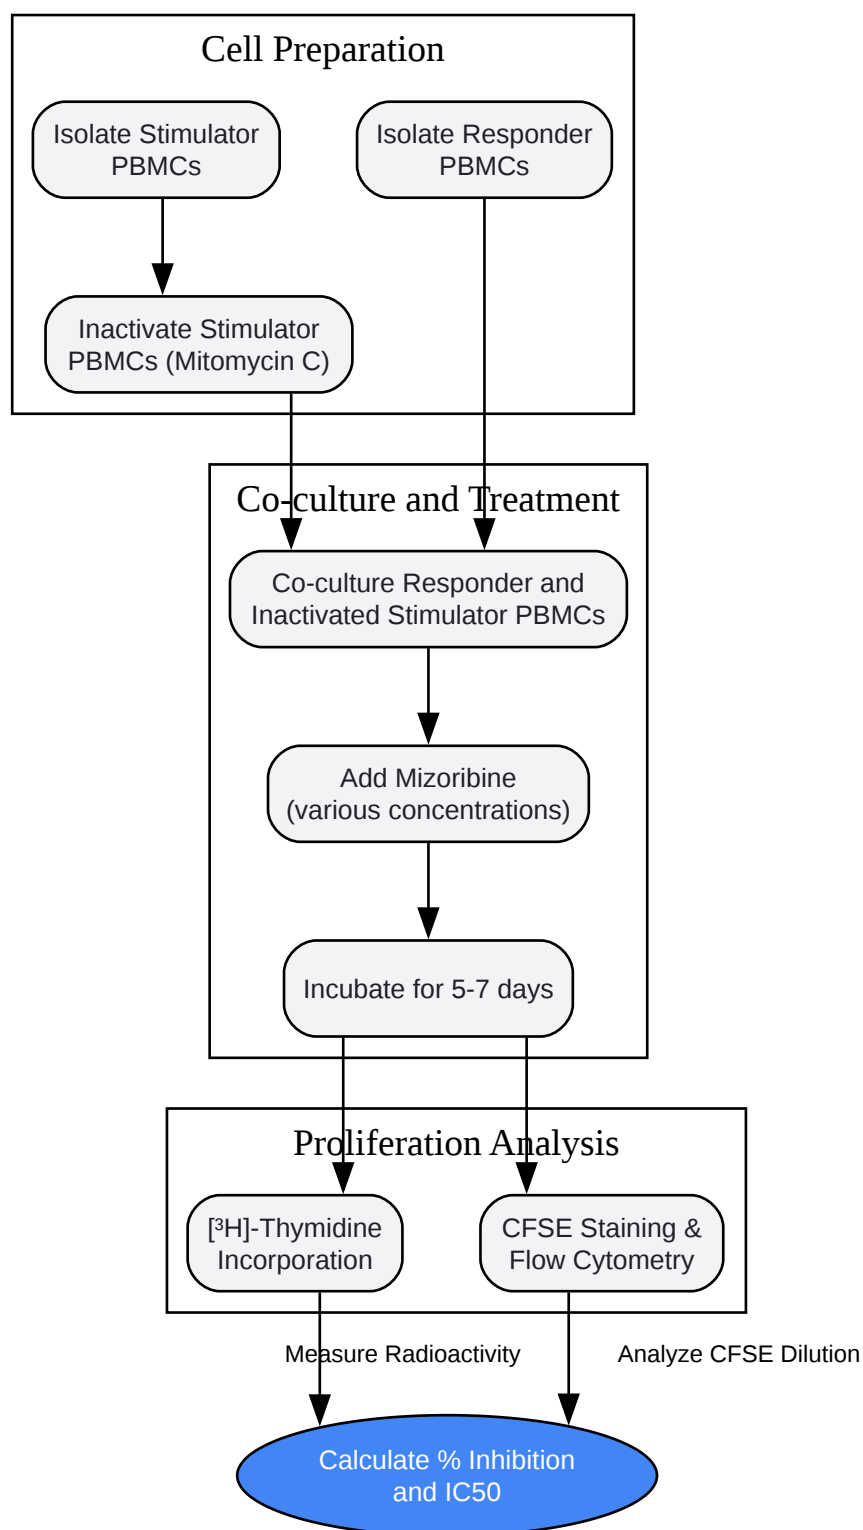 Cell Preparation
Isolate Stimulator
PBMCs
Isolate Responder
PBMCs
Inactivate Stimulator
PBMCs (Mitomycin C)
Co-culture and Treatment
Co-culture Responder and
Inactivated Stimulator PBMCs
Add Mizoribine
(various concentrations)
Incubate for 5-7 days
Proliferation Analysis
[³H]-Thymidine
Incorporation
CFSE Staining &
Flow Cytometry
Measure Radioactivity
Analyze CFSE Dilution
Calculate % Inhibition
and IC50